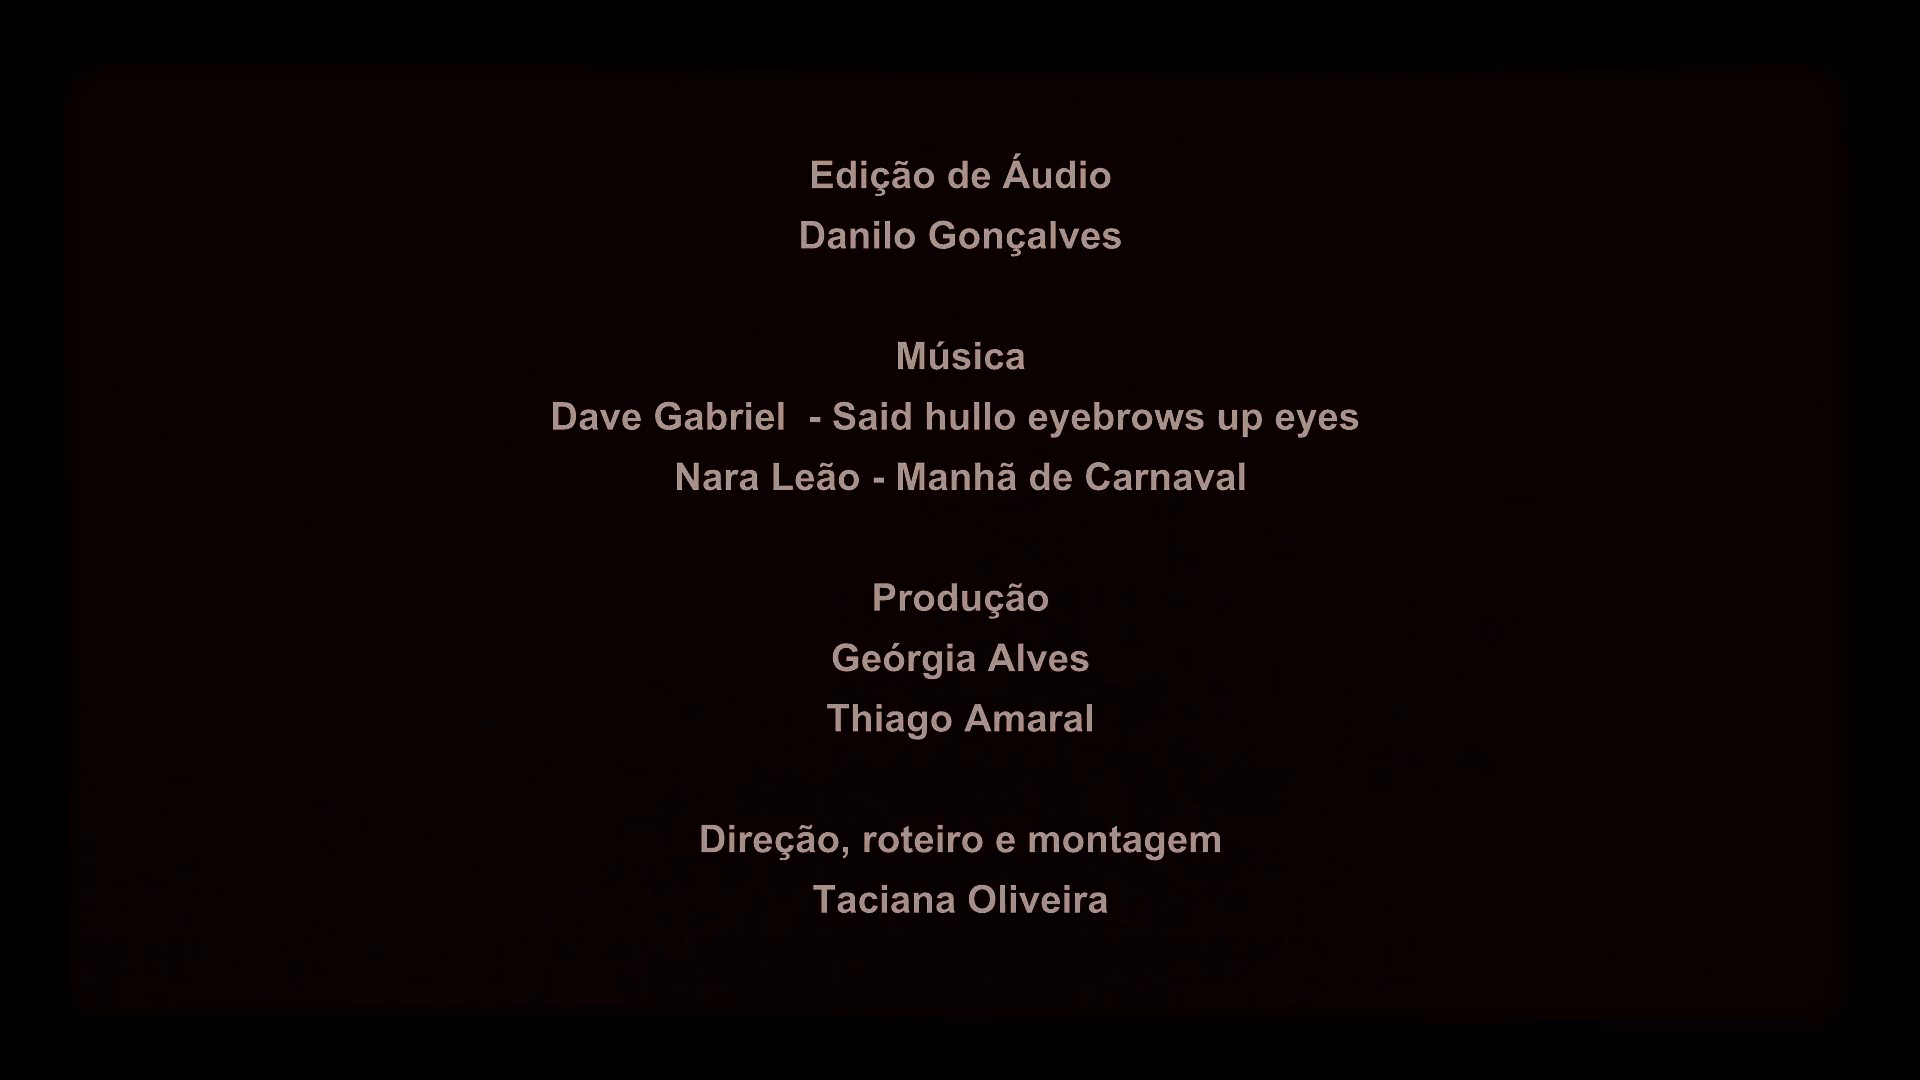 Edição de Áudio
Danilo Gonçalves
Música
Dave Gabriel  - Said hullo eyebrows up eyes
Nara Leão - Manhã de Carnaval
Produção
Geórgia Alves
Thiago Amaral
Direção, roteiro e montagem
Taciana Oliveira